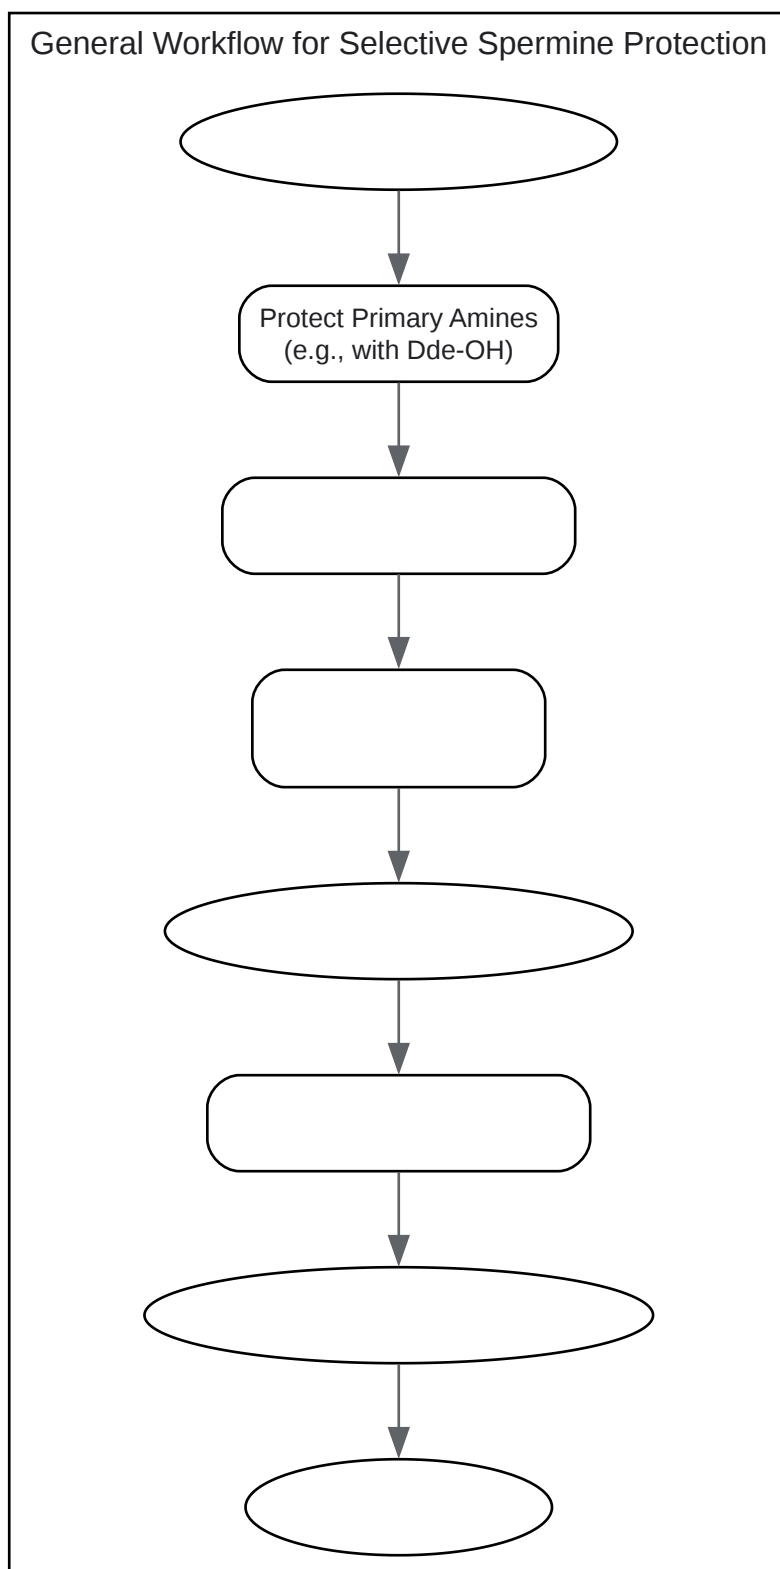 General Workflow for Selective Spermine Protection
Protect Primary Amines
(e.g., with Dde-OH)